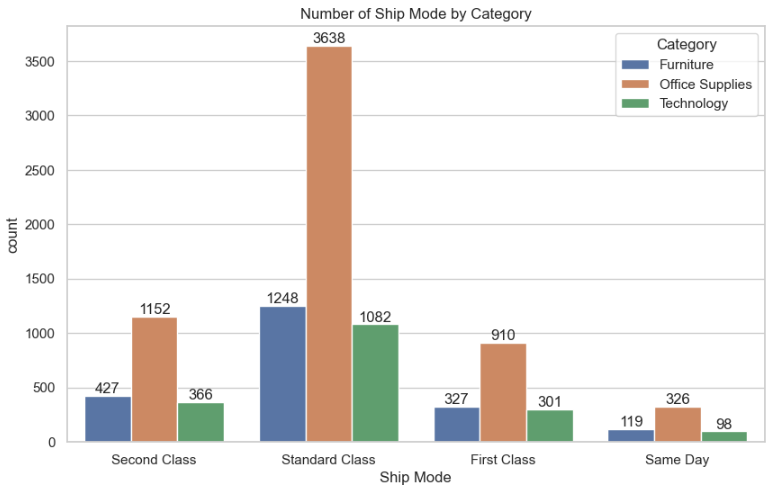 Number of Ship Mode by Category
Category
Furniture
Office Supplies
Technology
count
3500
3000
2500
2000
1500
1000
500
0
427
1152
366
1248
3638
1082
327
910
301
119
326
98
Second Class
Standard Class
First Class
Same Day
Ship Mode